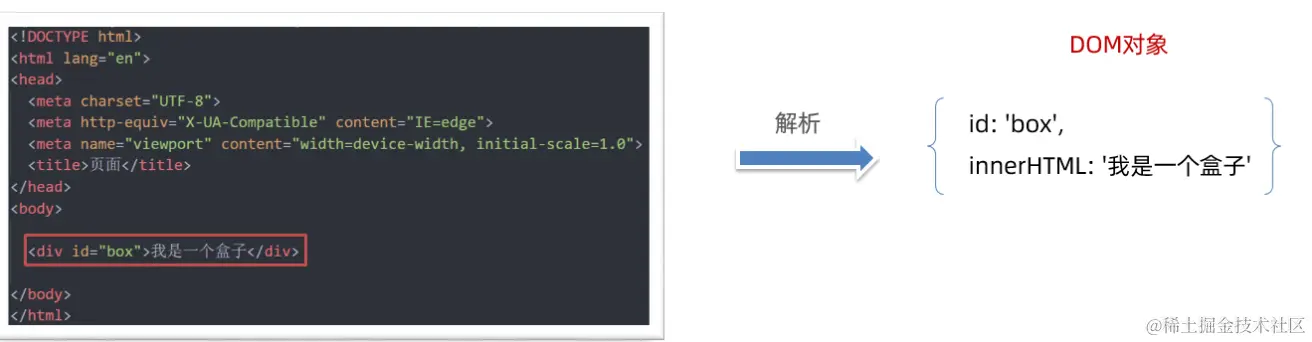 <!DOCTYPE html>
<html lang="en">
<head>
<meta charset="UTF-8">
<meta http-equiv="X-UA-Compatible" content="IE=edge">
<meta name="viewport" content="width=device-width, initial-scale=1.0">
<title>页面</title>
</head>
<body>
<div id="box">我是一个盒子</div>
</body>
</html>
解析
DOM对象
{ id: 'box',
innerHTML: '我是一个盒子' }
@稀土掘金技术社区